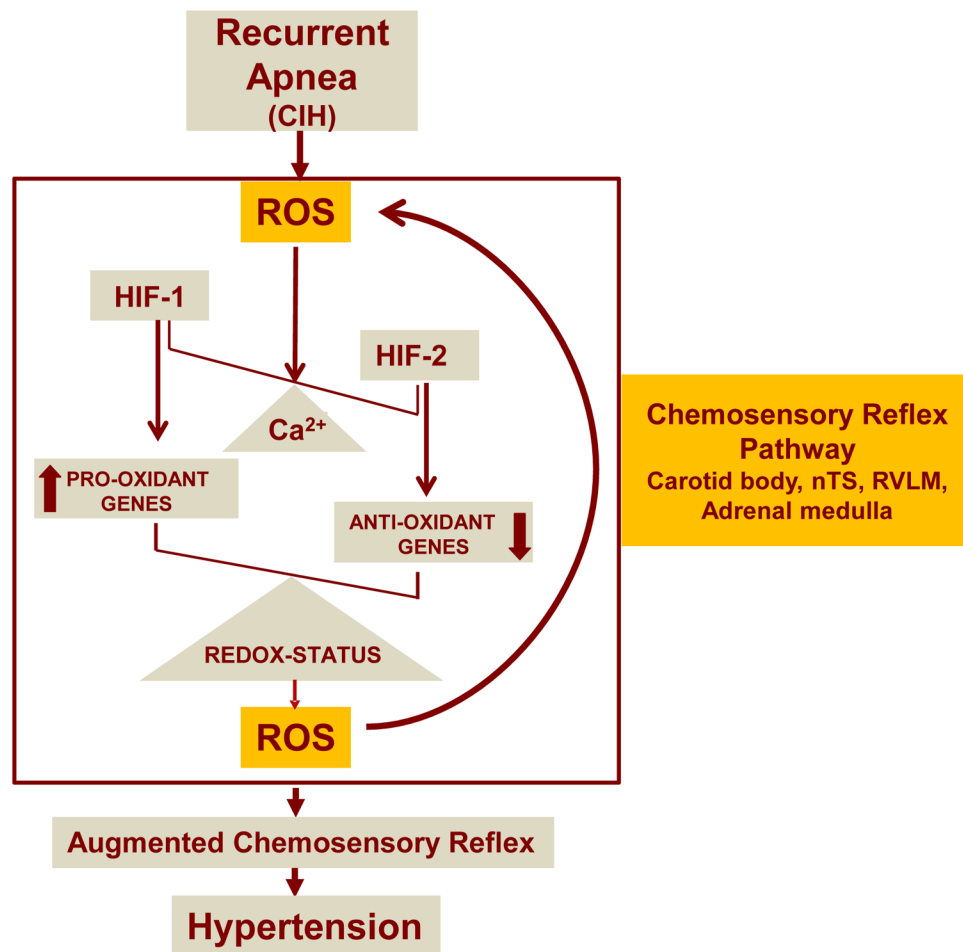 Recurrent
Apnea
(CIH)
ROS
HIF-1
HIF-2
Ca²⁺
PRO-OXIDANT
GENES
ANTI-OXIDANT
GENES
REDOX-STATUS
ROS
Chemosensory Reflex
Pathway
Carotid body, nTS, RVLM,
Adrenal medulla
Augmented Chemosensory Reflex
Hypertension